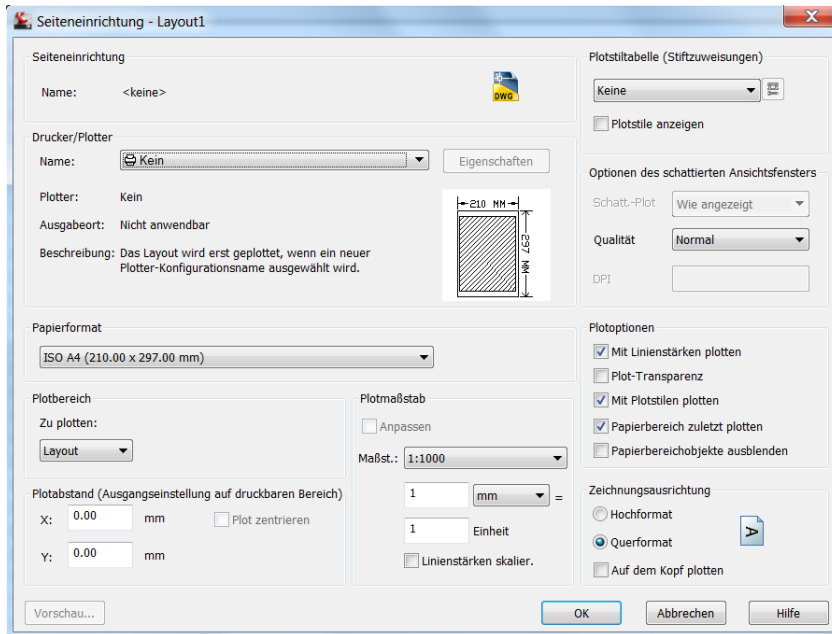 Seiteneinrichtung - Layout1
Seiteneinrichtung
Name: <keine>
DWG
Plotstiltabelle (Stiftzuweisungen)
Keine
Plotstile anzeigen
Drucker/Plotter
Name: Kein
Eigenschaften
Plotter: Kein
Ausgabeort: Nicht anwendbar
Beschreibung: Das Layout wird erst geplottet, wenn ein neuer
Plotter-Konfigurationsname ausgewählt wird.
210 MM
297 MM
Optionen des schattierten Ansichtsfensters
Schatt.-Plot Wie angezeigt
Qualität Normal
DPI
Papierformat
ISO A4 (210.00 x 297.00 mm)
Plotbereich
Zu plotten:
Layout
Plotmaßstab
Anpassen
Maßst.: 1:1000
1 mm =
1 Einheit
Linienstärken skalier.
Plotoptionen
Mit Linienstärken plotten
Plot-Transparenz
Mit Plotstilen plotten
Papierbereich zuletzt plotten
Papierbereichobjekte ausblenden
Plotabstand (Ausgangseinstellung auf druckbaren Bereich)
X: 0.00 mm
Plot zentrieren
Y: 0.00 mm
Zeichnungsausrichtung
Hochformat
Querformat
Auf dem Kopf plotten
A
Vorschau...
OK
Abbrechen
Hilfe